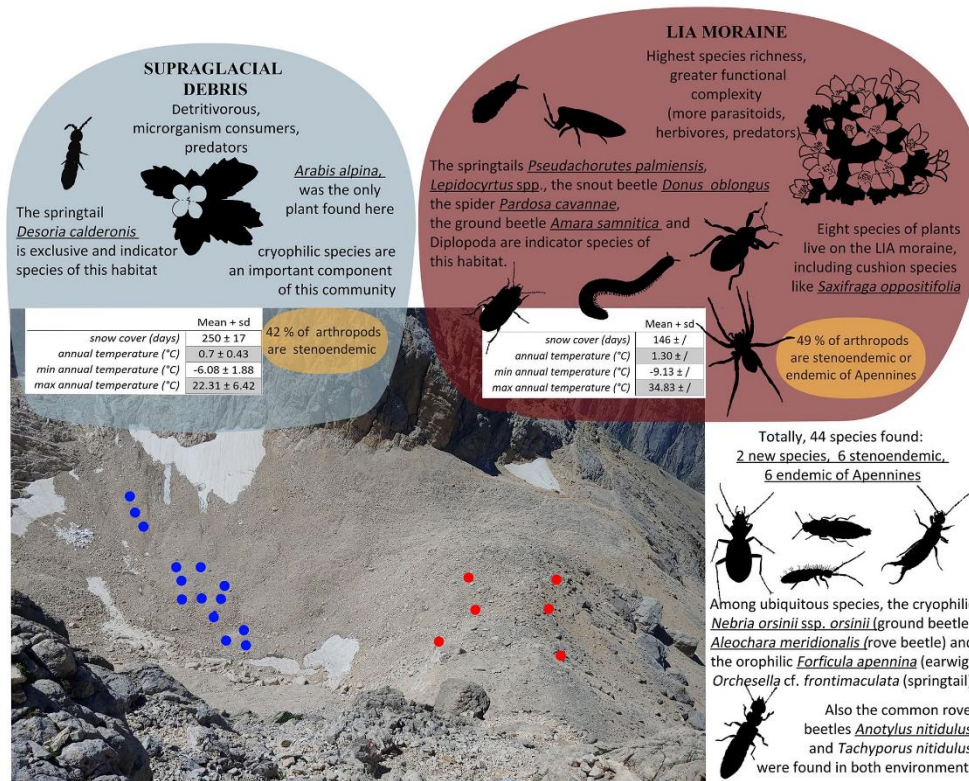 SUPRAGLACIAL
DEBRIS
Detritivorous,
microrganism consumers,
predators
Arabis alpina,
was the only
plant found here
The springtail
Desoria calderonis
is exclusive and indicator
species of this habitat
cryophilic species are
an important component
of this community
Mean + sd
snow cover (days) 250 ± 17
annual temperature (°C) 0.7 ± 0.43
min annual temperature (°C) -6.08 ± 1.88
max annual temperature (°C) 22.31 ± 6.42
42 % of arthropods
are stenoendemic
LIA MORAINE
Highest species richness,
greater functional
complexity
(more parasitoids,
herbivores, predators)
The springtails Pseudachorutes palmiensis,
Lepidocyrtus spp., the snout beetle Donus oblongus
the spider Pardosa cavannae,
the ground beetle Amara samnitica and
Diplopoda are indicator species of
this habitat.
Eight species of plants
live on the LIA moraine,
including cushion species
like Saxifraga oppositifolia
Mean + sd
snow cover (days) 146 ± /
annual temperature (°C) 1.30 ± /
min annual temperature (°C) -9.13 ± /
max annual temperature (°C) 34.83 ± /
49 % of arthropods
are stenoendemic or
endemic of Apennines
Totally, 44 species found:
2 new species, 6 stenoendemic,
6 endemic of Apennines
Among ubiquitous species, the cryophilic
Nebria orsinii ssp. orsinii (ground beetle)
Aleochara meridionalis (rove beetle) and
the orophilic Forficula apennina (earwig)
Orchesella cf. frontimaculata (springtail)
Also the common rove
beetles Anotylus nitidulus
and Tachyporus nitidulus
were found in both environment